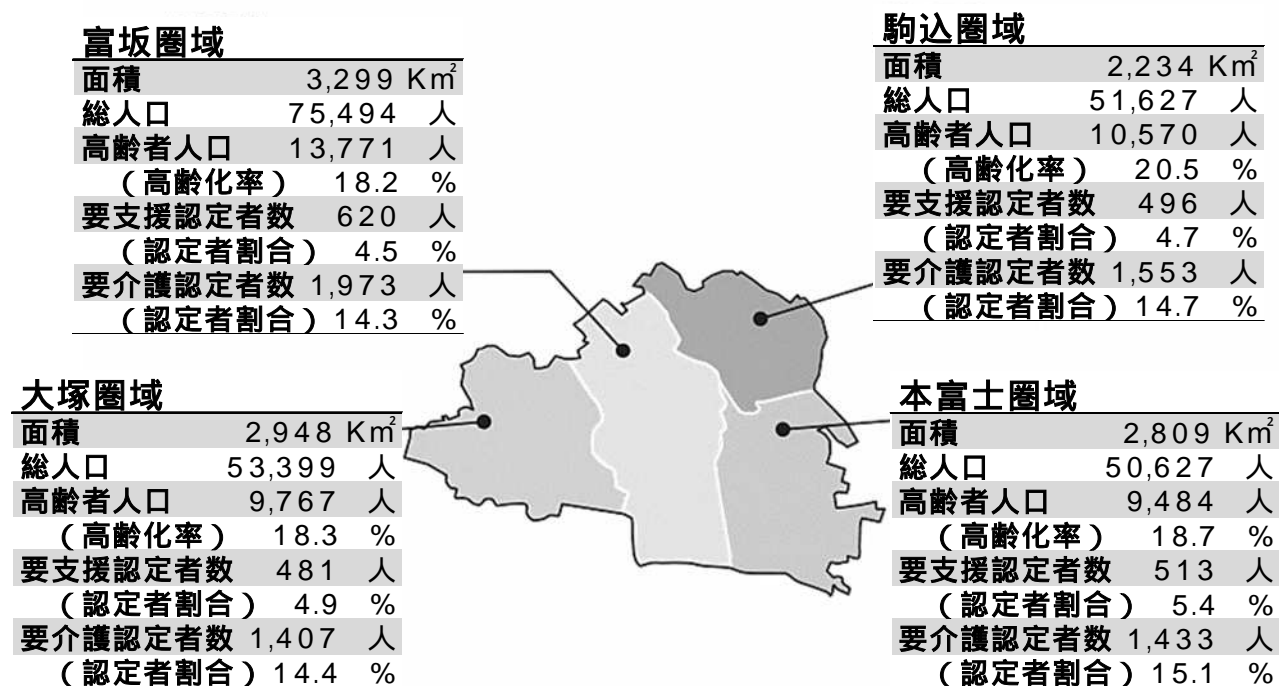 富坂圏域
面積 3,299 K㎡
総人口 75,494 人
高齢者人口 13,771 人
（高齢化率） 18.2 %
要支援認定者数 620 人
（認定者割合） 4.5 %
要介護認定者数 1,973 人
（認定者割合） 14.3 %
駒込圏域
面積 2,234 K㎡
総人口 51,627 人
高齢者人口 10,570 人
（高齢化率） 20.5 %
要支援認定者数 496 人
（認定者割合） 4.7 %
要介護認定者数 1,553 人
（認定者割合） 14.7 %
大塚圏域
面積 2,948 K㎡
総人口 53,399 人
高齢者人口 9,767 人
（高齢化率） 18.3 %
要支援認定者数 481 人
（認定者割合） 4.9 %
要介護認定者数 1,407 人
（認定者割合） 14.4 %
本富士圏域
面積 2,809 K㎡
総人口 50,627 人
高齢者人口 9,484 人
（高齢化率） 18.7 %
要支援認定者数 513 人
（認定者割合） 5.4 %
要介護認定者数 1,433 人
（認定者割合） 15.1 %